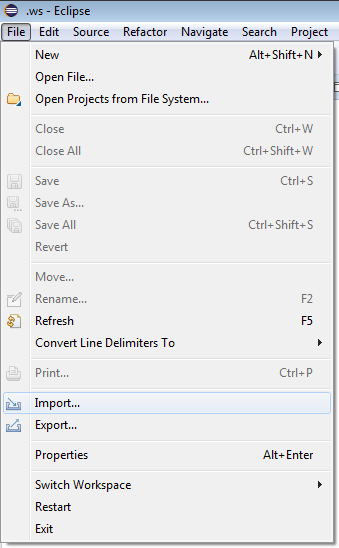 .ws - Eclipse
File Edit Source Refactor Navigate Search Project
New Alt+Shift+N
Open File...
Open Projects from File System...
Close Ctrl+W
Close All Ctrl+Shift+W
Save Ctrl+S
Save As...
Save All Ctrl+Shift+S
Revert
Move...
Rename... F2
Refresh F5
Convert Line Delimiters To
Print... Ctrl+P
Import...
Export...
Properties Alt+Enter
Switch Workspace
Restart
Exit